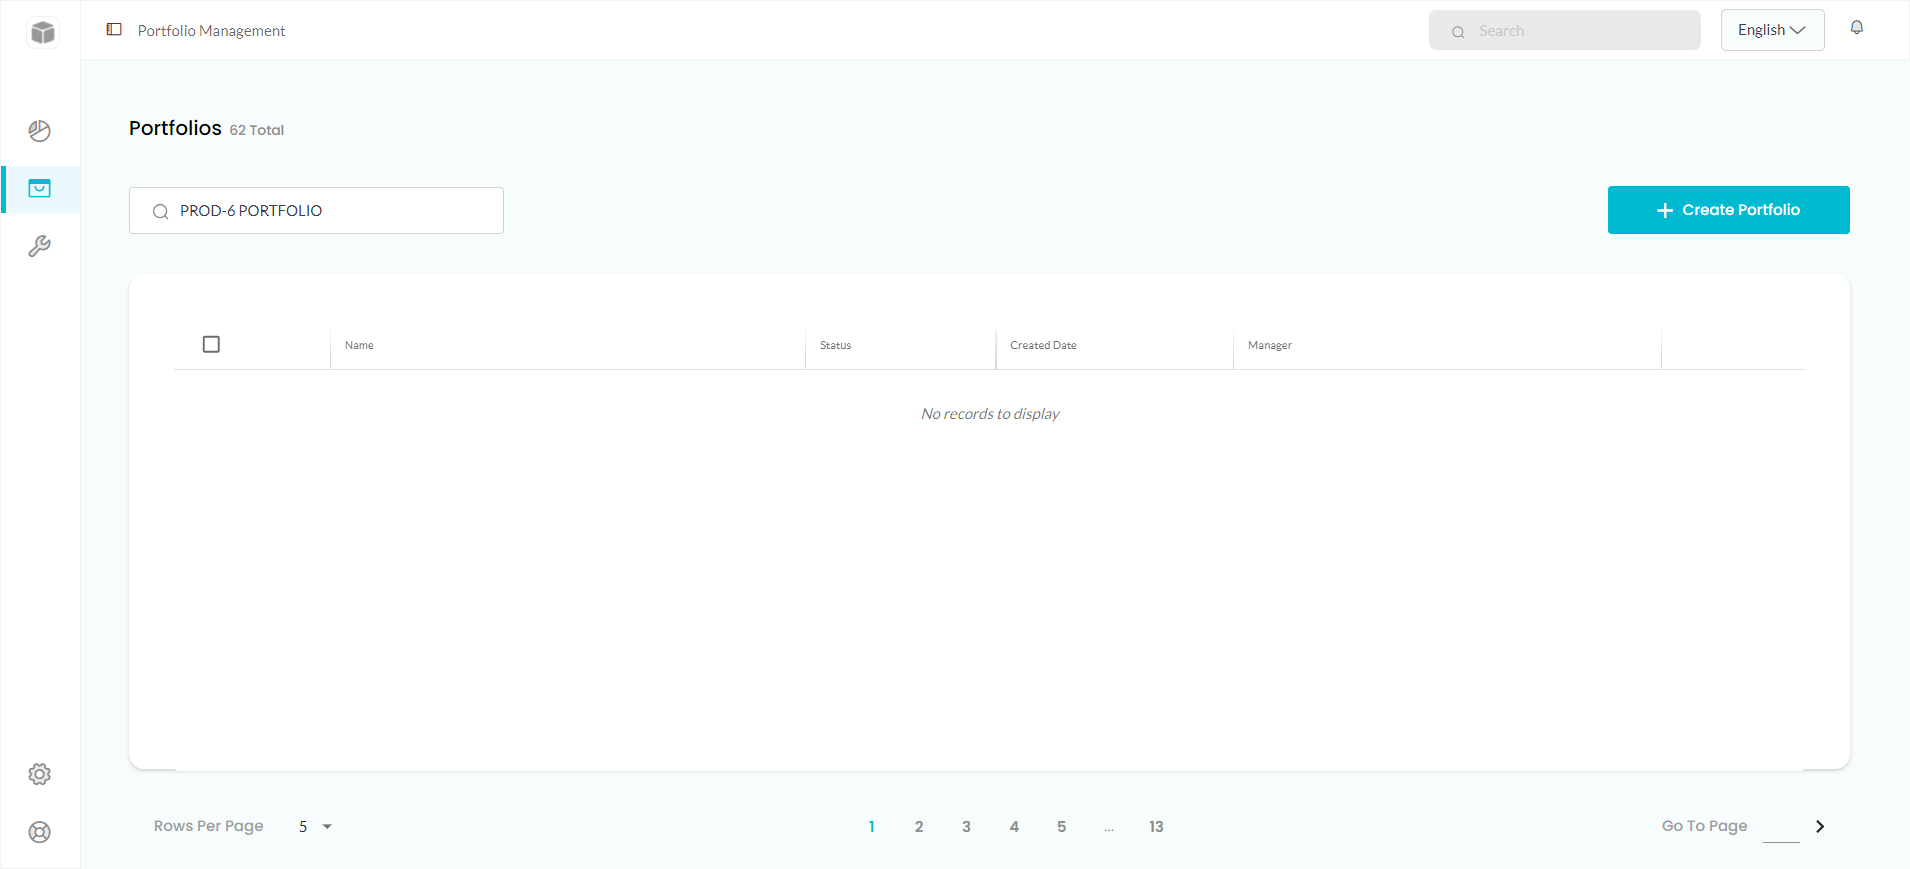 Portfolio Management
Search
English
Portfolios 62 Total
PROD-6 PORTFOLIO
Create Portfolio
Name Status Created Date Manager
No records to display
Rows Per Page 5 1 2 3 4 5 ... 13 Go To Page